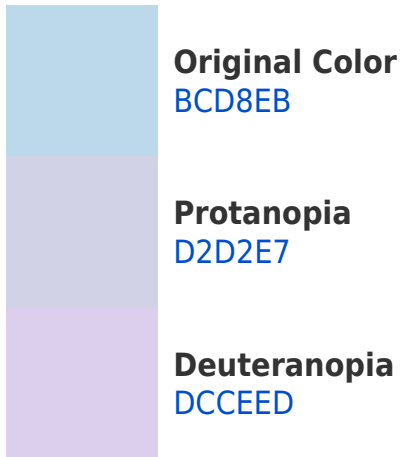 Original Color
BCD8EB
Protanopia
D2D2E7
Deuteranopia
DCCEED